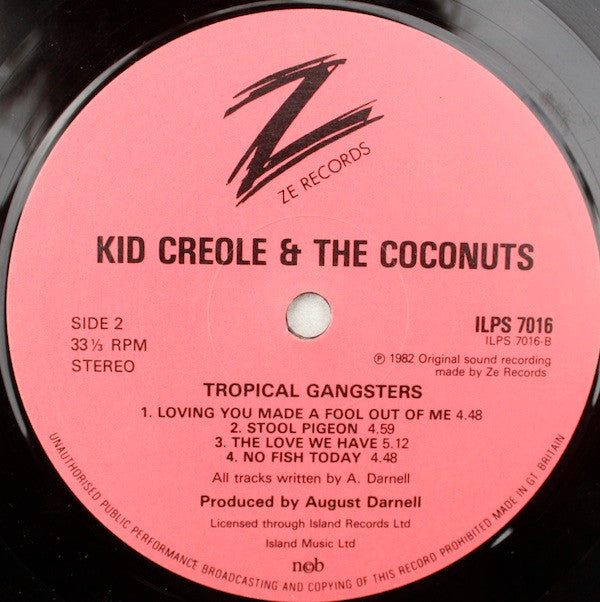 Z
ZE RECORDS
KID CREOLE & THE COCONUTS
SIDE 2
33⅓ RPM
STEREO
ILPS 7016
ILPS 7016-B
℗ 1982 Original sound recording
made by Ze Records
TROPICAL GANGSTERS
1. LOVING YOU MADE A FOOL OUT OF ME 4.48
2. STOOL PIGEON 4.59
3. THE LOVE WE HAVE 5.12
4. NO FISH TODAY 4.48
All tracks written by A. Darnell
Produced by August Darnell
Licensed through Island Records Ltd
Island Music Ltd
ncb
UNAUTHORISED PUBLIC PERFORMANCE BROADCASTING AND COPYING OF THIS RECORD PROHIBITED MADE IN GT BRITAIN